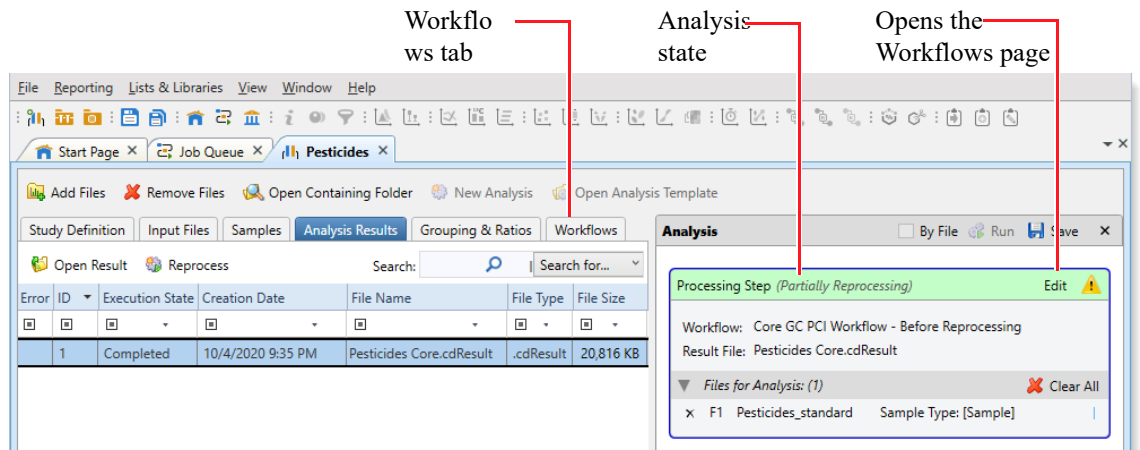 Workflo
ws tab
Analysis
state
Opens the
Workflows page
File Reporting Lists & Libraries View Window Help
Start Page Job Queue Pesticides
Add Files Remove Files Open Containing Folder New Analysis Open Analysis Template
Study Definition Input Files Samples Analysis Results Grouping & Ratios Workflows
Analysis By File Run Save
Open Result Reprocess Search: Search for...
Processing Step (Partially Reprocessing) Edit
Error ID Execution State Creation Date File Name File Type File Size
Workflow: Core GC PCI Workflow - Before Reprocessing
Result File: Pesticides Core.cdResult
1 Completed 10/4/2020 9:35 PM Pesticides Core.cdResult .cdResult 20,816 KB
Files for Analysis: (1) Clear All
F1 Pesticides_standard Sample Type: [Sample]